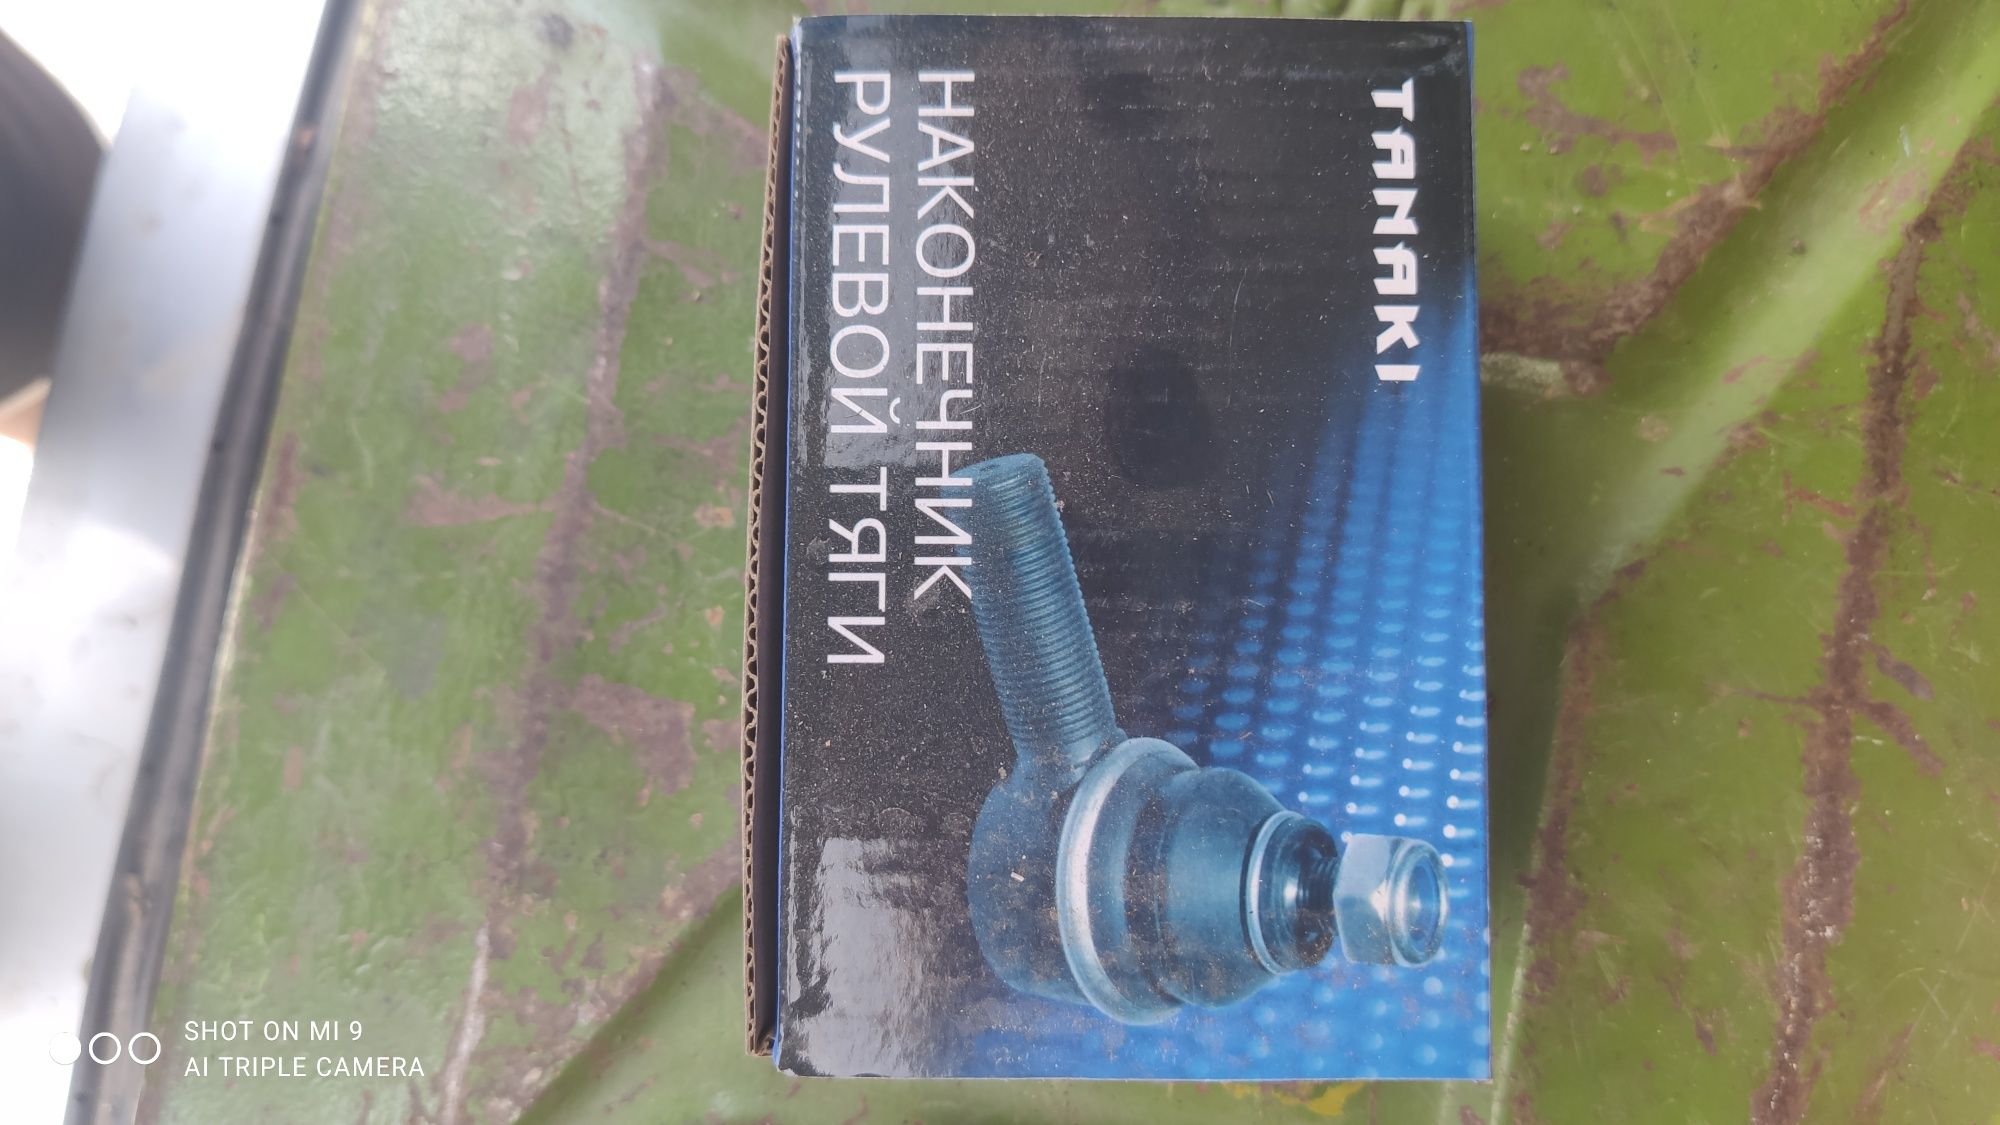 TANAKI
НАКОНЕЧНИК
РУЛЕВОЙ ТЯГИ
SHOT ON MI 9
AI TRIPLE CAMERA